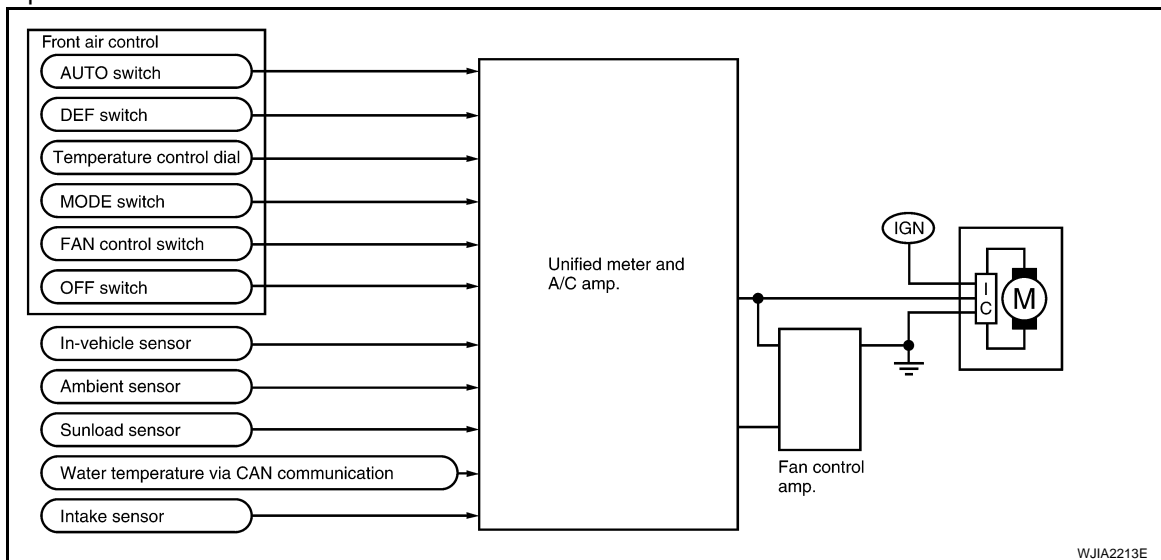 Front air control
AUTO switch
DEF switch
Temperature control dial
MODE switch
FAN control switch
OFF switch
In-vehicle sensor
Ambient sensor
Sunload sensor
Water temperature via CAN communication
Intake sensor
Unified meter and
A/C amp.
Fan control
amp.
IGN
I
C
M
WJIA2213E